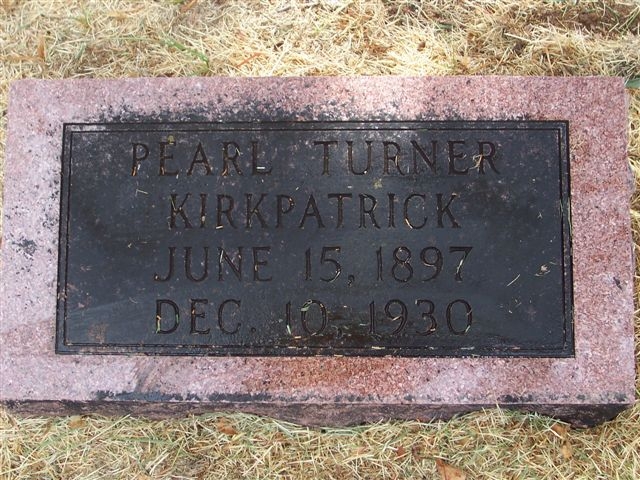 PEARL TURNER
KIRKPATRICK
JUNE 15, 1897
DEC. 10 1930